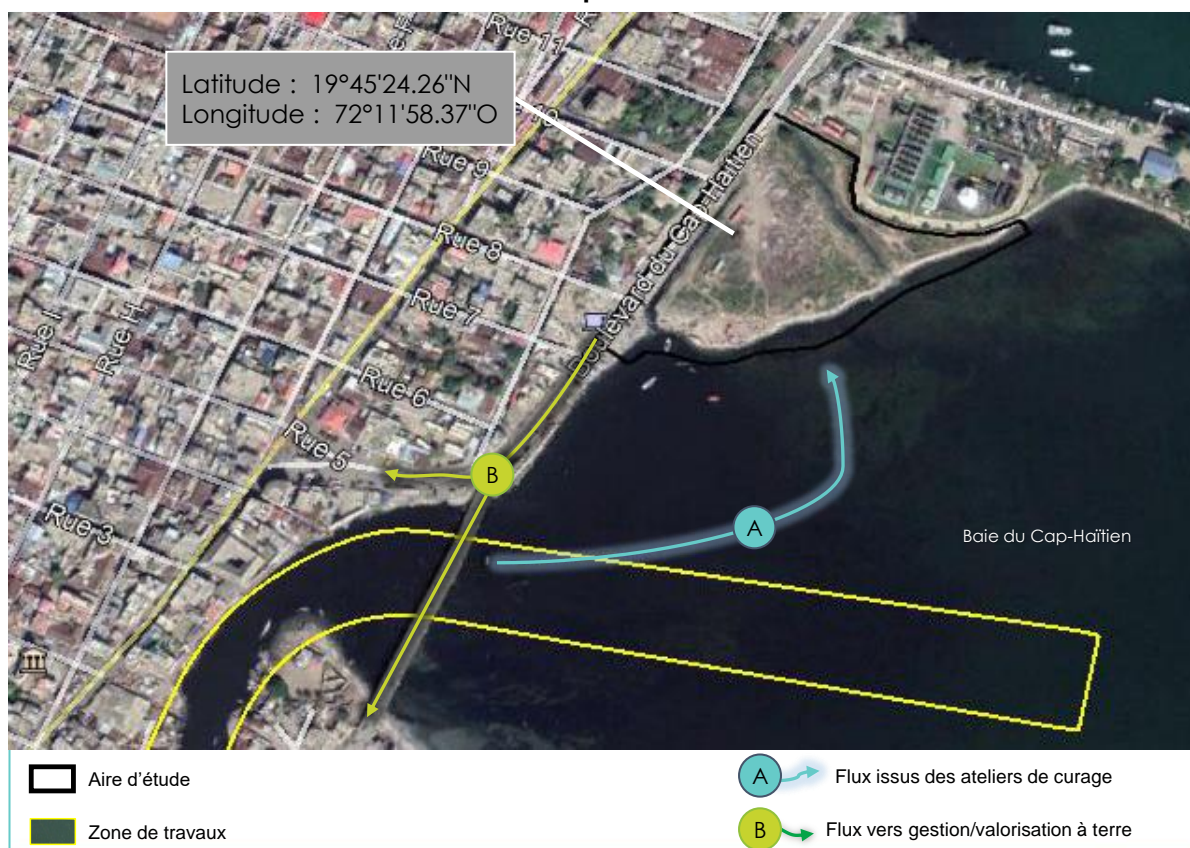 Latitude : 19°45'24.26"N
Longitude : 72°11'58.37"O
Rue 11
10
Rue 9
Rue 8
Rue 7
Rue 6
Rue 5
Rue 3
Rue I
Rue H
Boulevard du Cap-Haïtien
A
B
Baie du Cap-Haïtien
Aire d'étude
A
Flux issus des ateliers de curage
Zone de travaux
B
Flux vers gestion/valorisation à terre